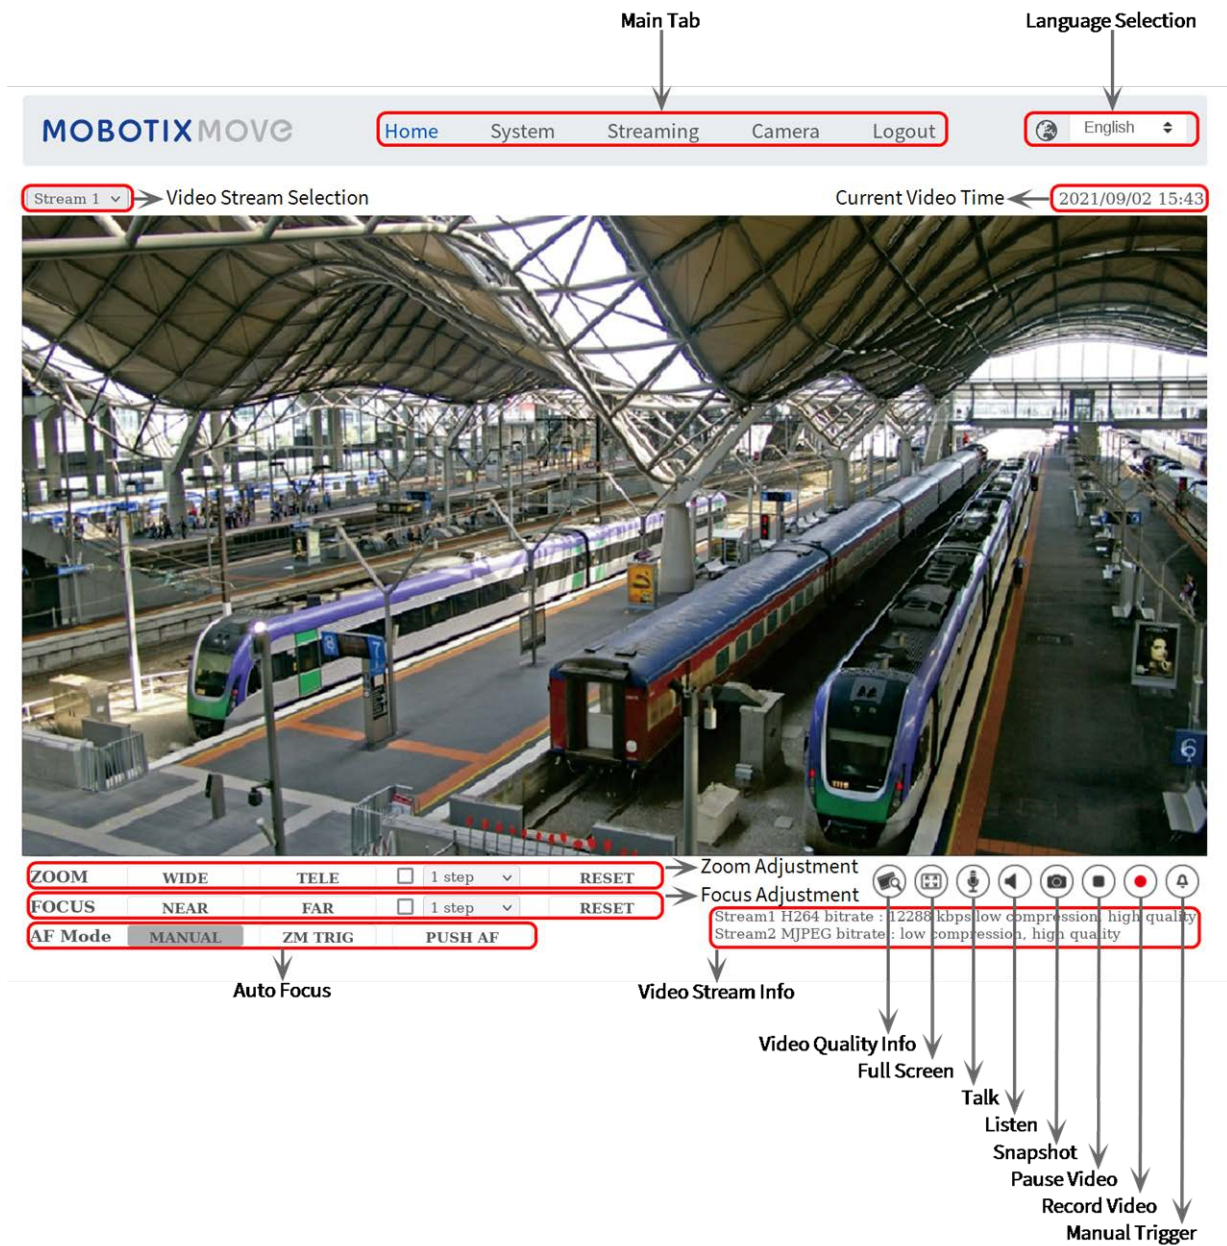 Main Tab
Language Selection
MOBOTIXMOVE
Home System Streaming Camera Logout
English
Stream 1
Video Stream Selection
Current Video Time
2021/09/02 15:43
8
7
6
ZOOM WIDE TELE 1 step RESET
Zoom Adjustment
FOCUS NEAR FAR 1 step RESET
Focus Adjustment
AF Mode MANUAL ZM TRIG PUSH AF
Stream1 H264 bitrate : 12288 kbps low compression, high quality
Stream2 MJPEG bitrate : low compression, high quality
Auto Focus
Video Stream Info
Video Quality Info
Full Screen
Talk
Listen
Snapshot
Pause Video
Record Video
Manual Trigger